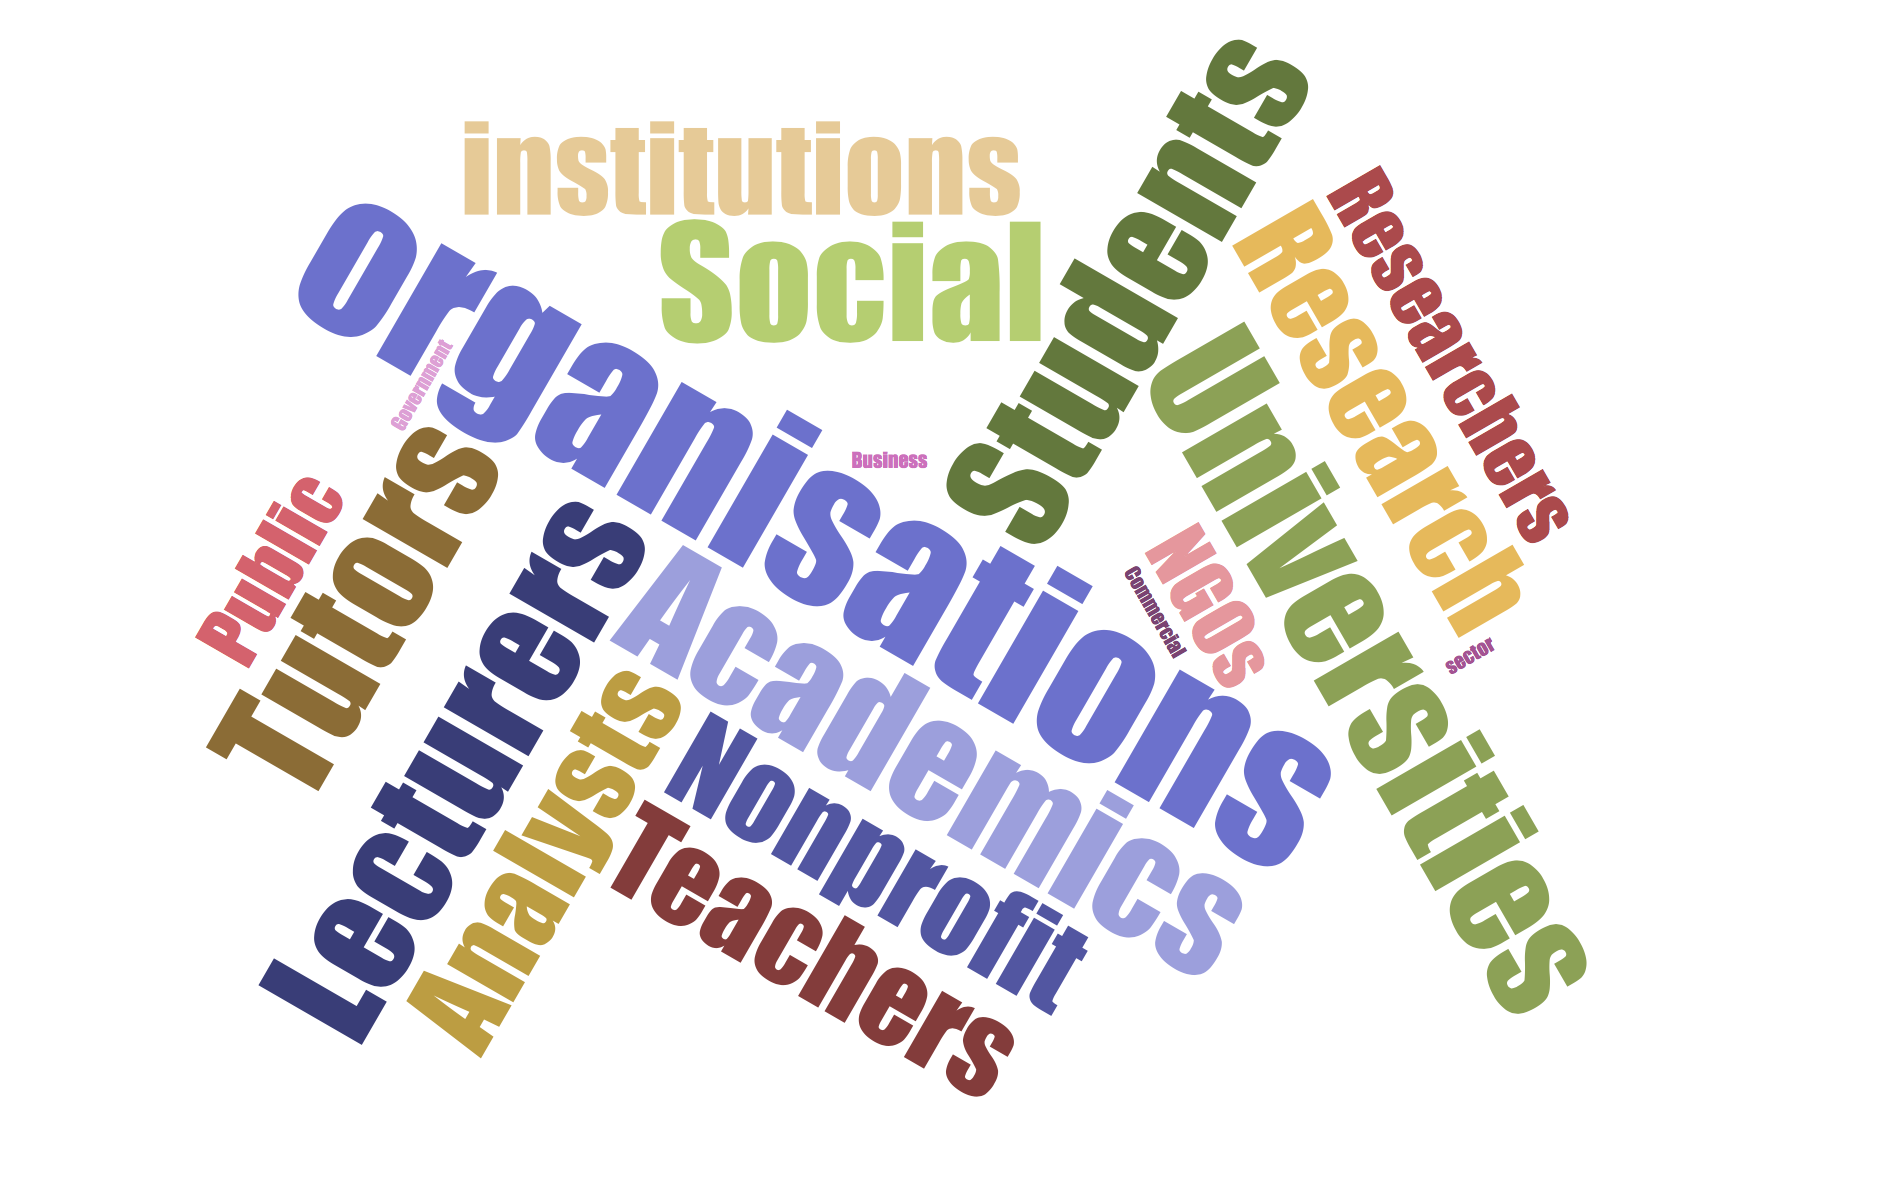 institutions
Social
Students
Researchers
Research
Universities
organisations
Government
Business
Public
Tutors
Lecturers
NGOs
Commercial
sector
Academics
Analysts
Nonprofit
Teachers